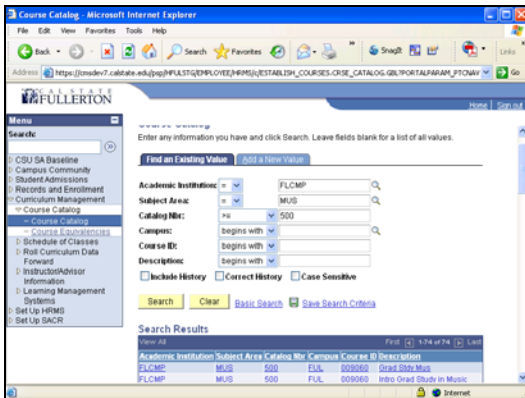 Course Catalog - Microsoft Internet Explorer
File Edit View Favorites Tools Help
Back Search Favorites SnagIt Links
Address https://cmsdev7.calstate.edu/psp/HFULSTG/EMPLOYEE/HRMS/c/ESTABLISH_COURSES.CRSE_CATALOG.GBL?PORTALPARAM_PTCNAV Go
CAL STATE
FULLERTON
Home Sign out
Menu
Search:
CSU SA Baseline
Campus Community
Student Admissions
Records and Enrollment
Curriculum Management
Course Catalog
- Course Catalog
- Course Equivalencies
Schedule of Classes
Roll Curriculum Data
Forward
Instructor/Advisor
Information
Learning Management
Systems
Set Up HRMS
Set Up SACR
Course Catalog
Enter any information you have and click Search. Leave fields blank for a list of all values.
Find an Existing Value Add a New Value
Academic Institution: = FLCMP
Subject Area: = MUS
Catalog Nbr: >= 500
Campus: begins with
Course ID: begins with
Description: begins with
Include History Correct History Case Sensitive
Search Clear Basic Search Save Search Criteria
Search Results
View All First 1-74 of 74 Last
Academic Institution Subject Area Catalog Nbr Campus Course ID Description
FLCMP MUS 500 FUL 009060 Grad Stdy Mus
FLCMP MUS 500 FUL 009060 Intro Grad Study in Music
Internet